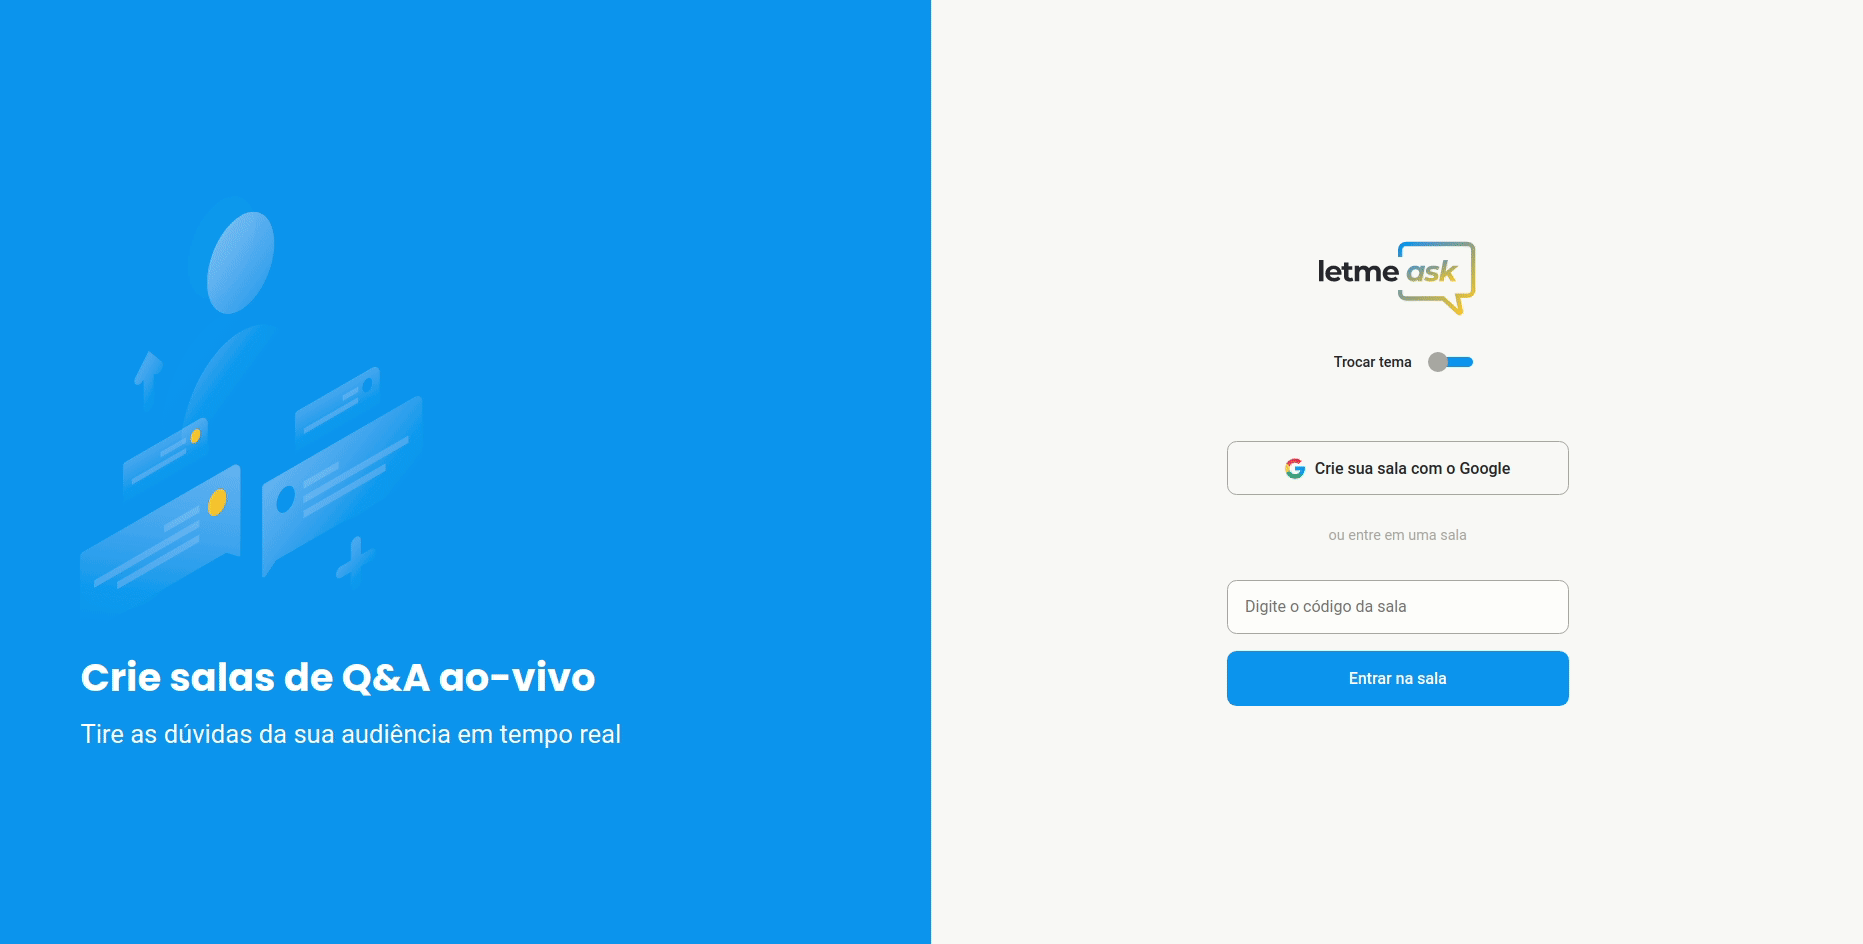 Crie salas de Q&A ao-vivo
Tire as dúvidas da sua audiência em tempo real
letme ask
Trocar tema
Crie sua sala com o Google
ou entre em uma sala
Digite o código da sala
Entrar na sala